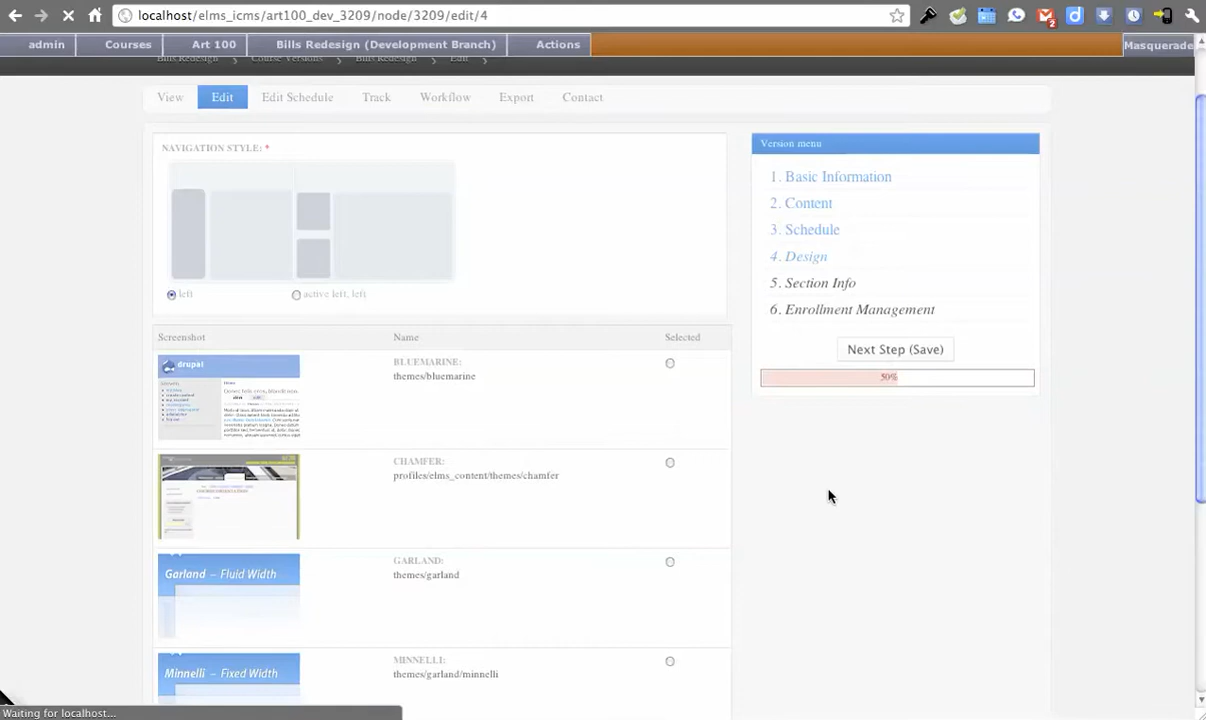 localhost/elms_icms/art100_dev_3209/node/3209/edit/4
admin Courses Art 100 Bills Redesign (Development Branch) Actions Masquerade
Bills Redesign Course Versions Bills Redesign Edit
View Edit Edit Schedule Track Workflow Export Contact
NAVIGATION STYLE: *
left active left, left
Version menu
1. Basic Information
2. Content
3. Schedule
4. Design
5. Section Info
6. Enrollment Management
Next Step (Save)
50%
Screenshot Name Selected
drupal
BLUEMARINE:
themes/bluemarine
CHAMFER:
profiles/elms_content/themes/chamfer
Garland – Fluid Width
GARLAND:
themes/garland
Minnelli – Fixed Width
MINNELLI:
themes/garland/minnelli
Waiting for localhost...